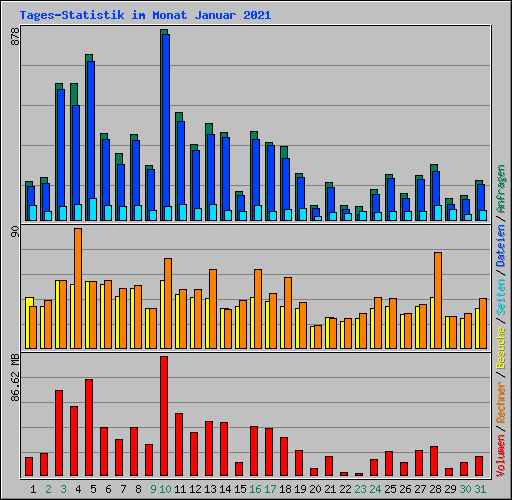 Tages-Statistik im Monat Januar 2021
878
90
86.62 MB
Volumen / Rechner / Besuche / Seiten / Dateien / Anfragen
1 2 3 4 5 6 7 8 9 10 11 12 13 14 15 16 17 18 19 20 21 22 23 24 25 26 27 28 29 30 31